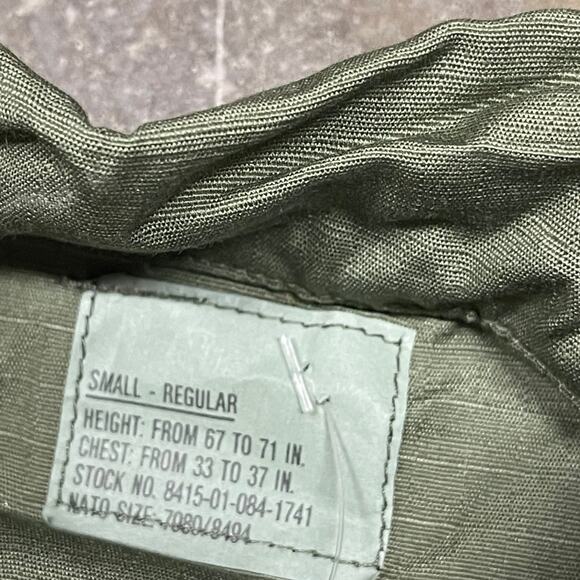 SMALL - REGULAR
HEIGHT: FROM 67 TO 71 IN.
CHEST: FROM 33 TO 37 IN.
STOCK NO. 8415-01-084-1741
NATO SIZE: 7080/8494